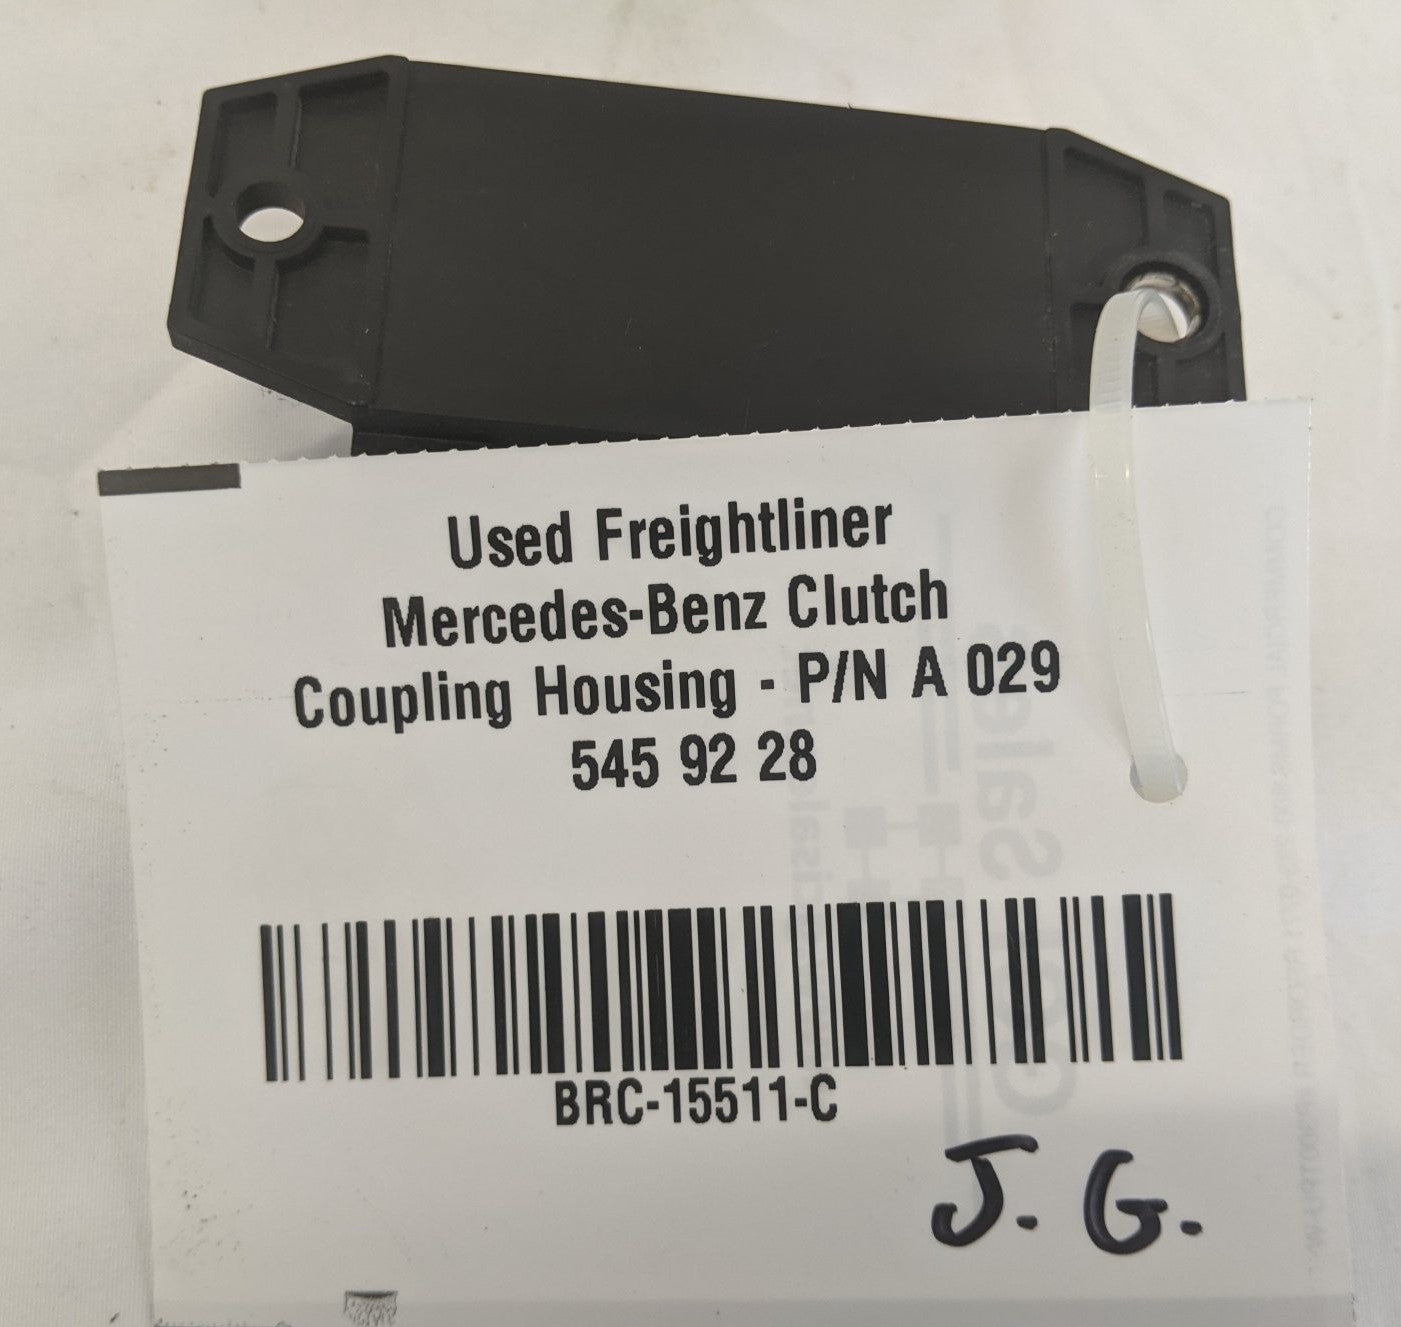 Used Freightliner
Mercedes-Benz Clutch
Coupling Housing - P/N A 029
545 92 28
BRC-15511-C
J. G.